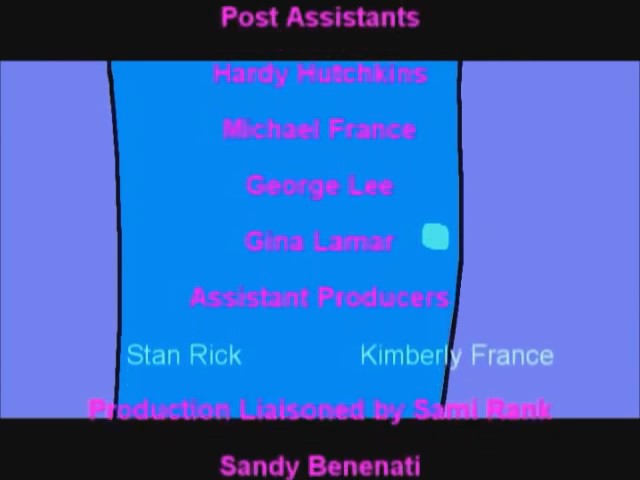 Post Assistants
Hardy Hutchkins
Michael France
George Lee
Gina Lamar
Assistant Producers
Stan Rick Kimberly France
Production Liaisoned by Sami Rank
Sandy Benenati